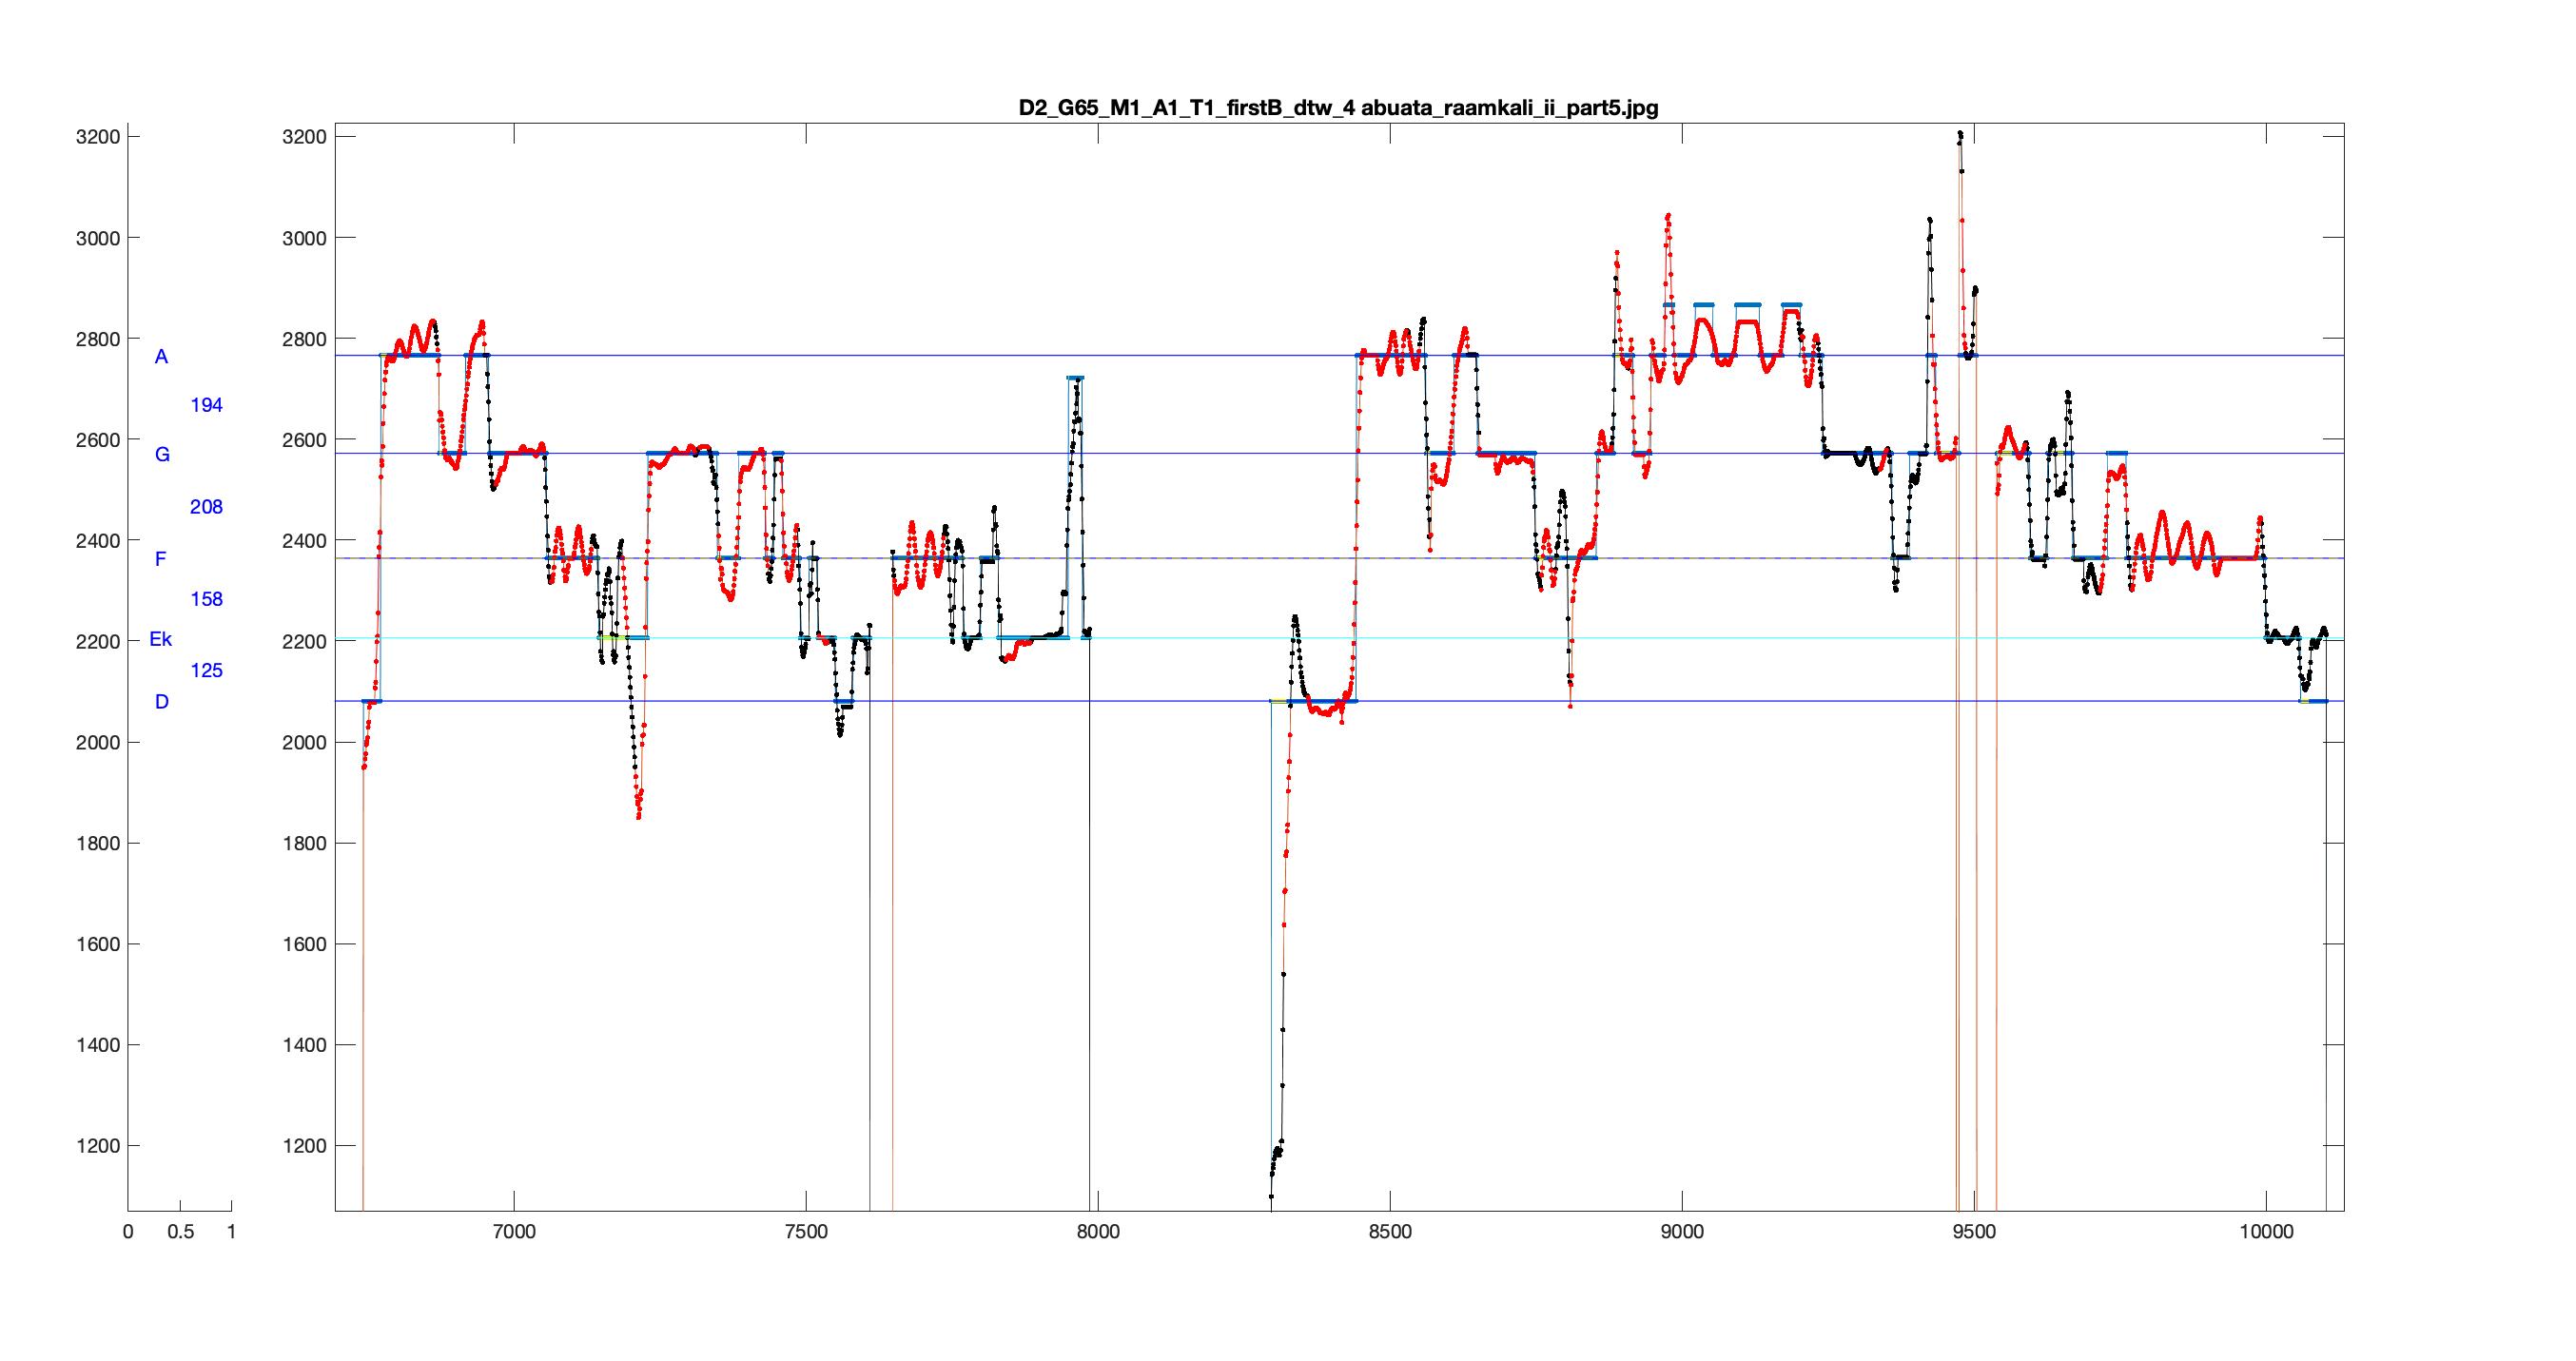 D2_G65_M1_A1_T1_firstB_dtw_4 abuata_raamkali_ii_part5.jpg
3200 3200
3000 3000
2800 2800
A
194
2600 2600
G
208
2400 2400
F
158
2200 Ek 2200
125
D
2000 2000
1800 1800
1600 1600
1400 1400
1200 1200
0 0.5 1 7000 7500 8000 8500 9000 9500 10000